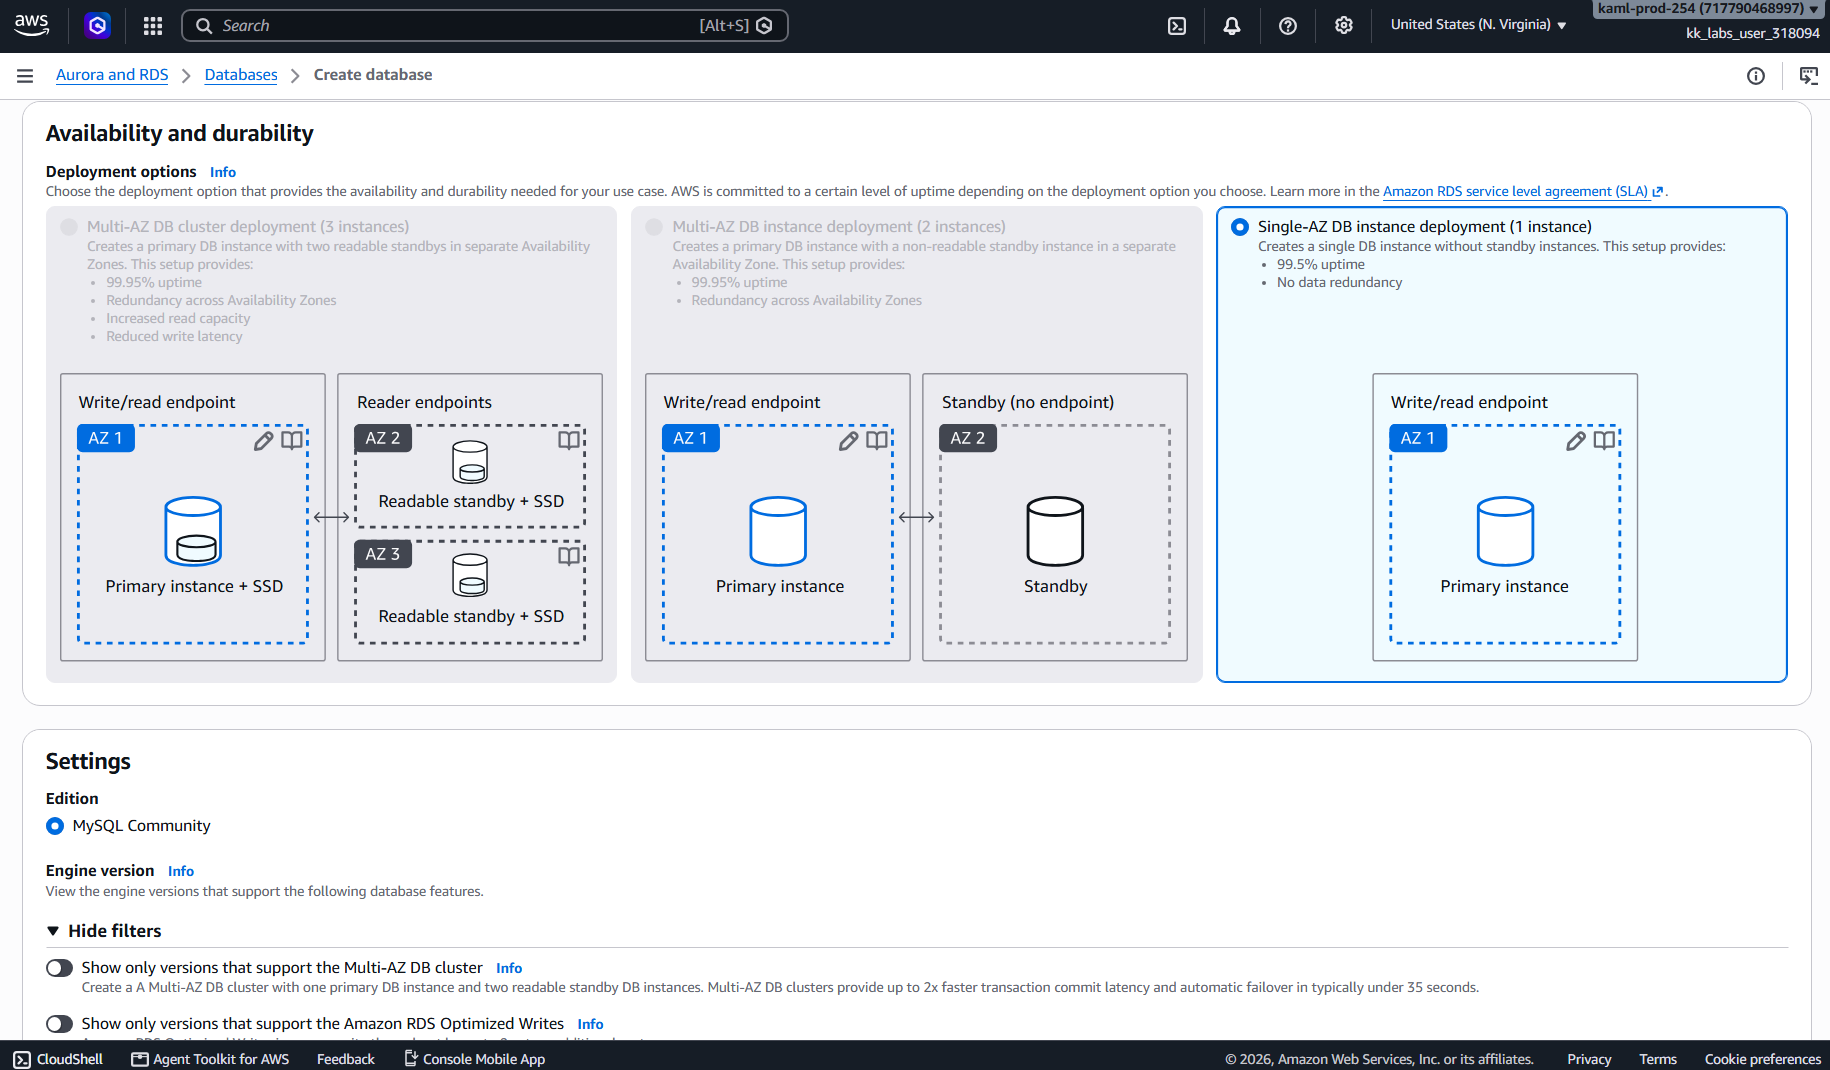 aws
Search
[Alt+S]
United States (N. Virginia)
kaml-prod-254 (717790468997)
kk_labs_user_318094
Aurora and RDS
Databases
Create database
Availability and durability
Deployment options Info
Choose the deployment option that provides the availability and durability needed for your use case. AWS is committed to a certain level of uptime depending on the deployment option you choose. Learn more in the Amazon RDS service level agreement (SLA).
Multi-AZ DB cluster deployment (3 instances)
Creates a primary DB instance with two readable standbys in separate Availability
Zones. This setup provides:
• 99.95% uptime
• Redundancy across Availability Zones
• Increased read capacity
• Reduced write latency
Write/read endpoint
AZ 1
Primary instance + SSD
Reader endpoints
AZ 2
Readable standby + SSD
AZ 3
Readable standby + SSD
Multi-AZ DB instance deployment (2 instances)
Creates a primary DB instance with a non-readable standby instance in a separate
Availability Zone. This setup provides:
• 99.95% uptime
• Redundancy across Availability Zones
Write/read endpoint
AZ 1
Primary instance
Standby (no endpoint)
AZ 2
Standby
Single-AZ DB instance deployment (1 instance)
Creates a single DB instance without standby instances. This setup provides:
• 99.5% uptime
• No data redundancy
Write/read endpoint
AZ 1
Primary instance
Settings
Edition
MySQL Community
Engine version Info
View the engine versions that support the following database features.
Hide filters
Show only versions that support the Multi-AZ DB cluster Info
Create a A Multi-AZ DB cluster with one primary DB instance and two readable standby DB instances. Multi-AZ DB clusters provide up to 2x faster transaction commit latency and automatic failover in typically under 35 seconds.
Show only versions that support the Amazon RDS Optimized Writes Info
CloudShell
Agent Toolkit for AWS
Feedback
Console Mobile App
© 2026, Amazon Web Services, Inc. or its affiliates.
Privacy
Terms
Cookie preferences